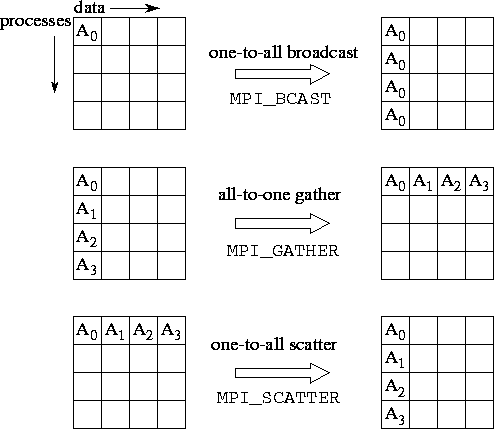 data
processes
A0
one-to-all broadcast
MPI_BCAST
A0
A0
A0
A0
A0
A1
A2
A3
all-to-one gather
MPI_GATHER
A0 A1 A2 A3
A0 A1 A2 A3
one-to-all scatter
MPI_SCATTER
A0
A1
A2
A3